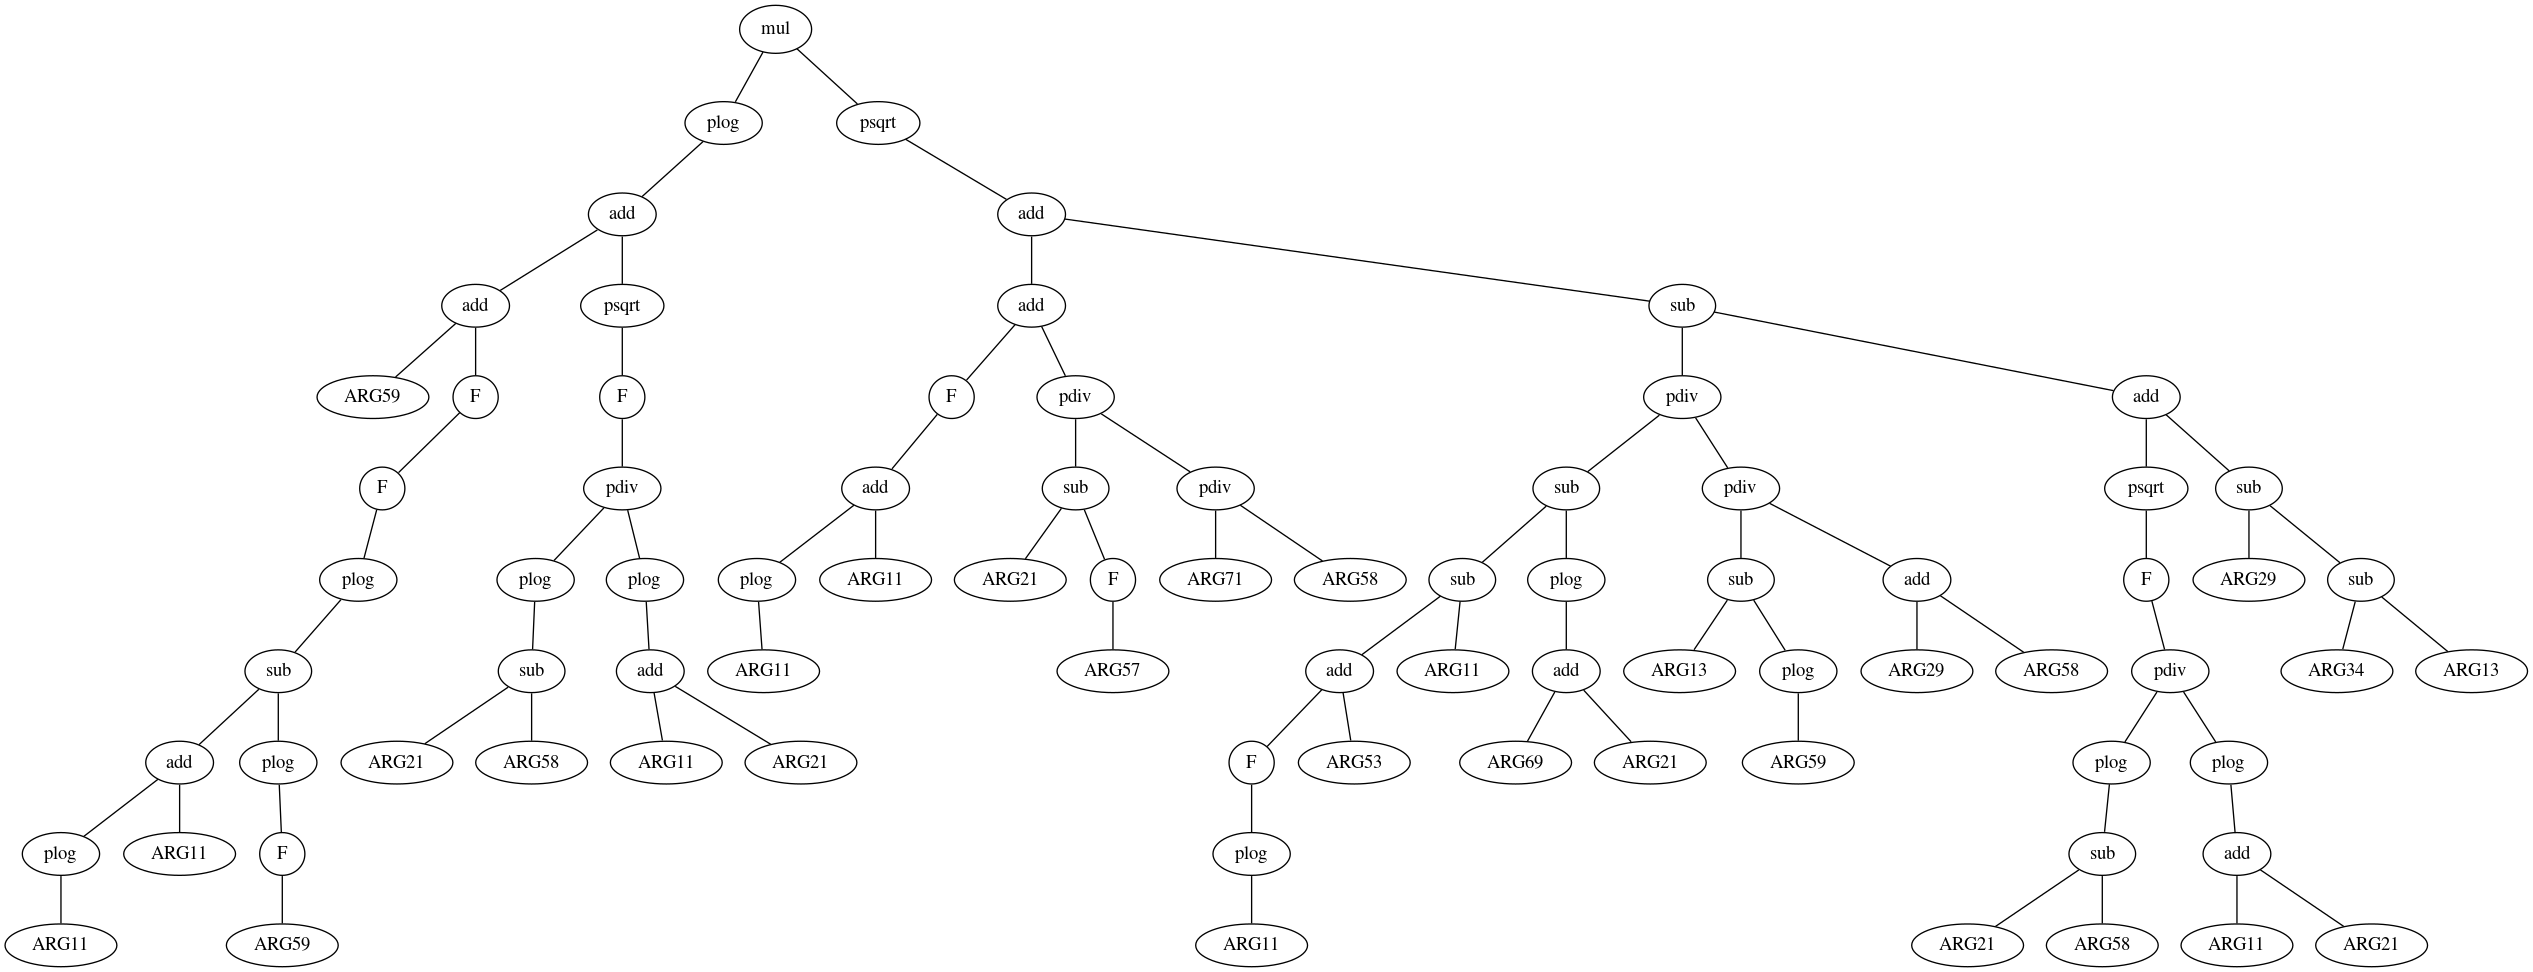 mul
plog psqrt
add add
add psqrt add sub
ARG59 F F F pdiv pdiv add
F pdiv add sub pdiv sub pdiv psqrt sub
plog plog plog plog ARG11 ARG21 F ARG71 ARG58 sub plog sub add F ARG29 sub
sub sub add ARG11 ARG57 add ARG11 add ARG13 plog ARG29 ARG58 pdiv ARG34 ARG13
add plog ARG21 ARG58 ARG11 ARG21 F ARG53 ARG69 ARG21 ARG59 plog plog
plog ARG11 F plog sub add
ARG11 ARG59 ARG11 ARG21 ARG58 ARG11 ARG21